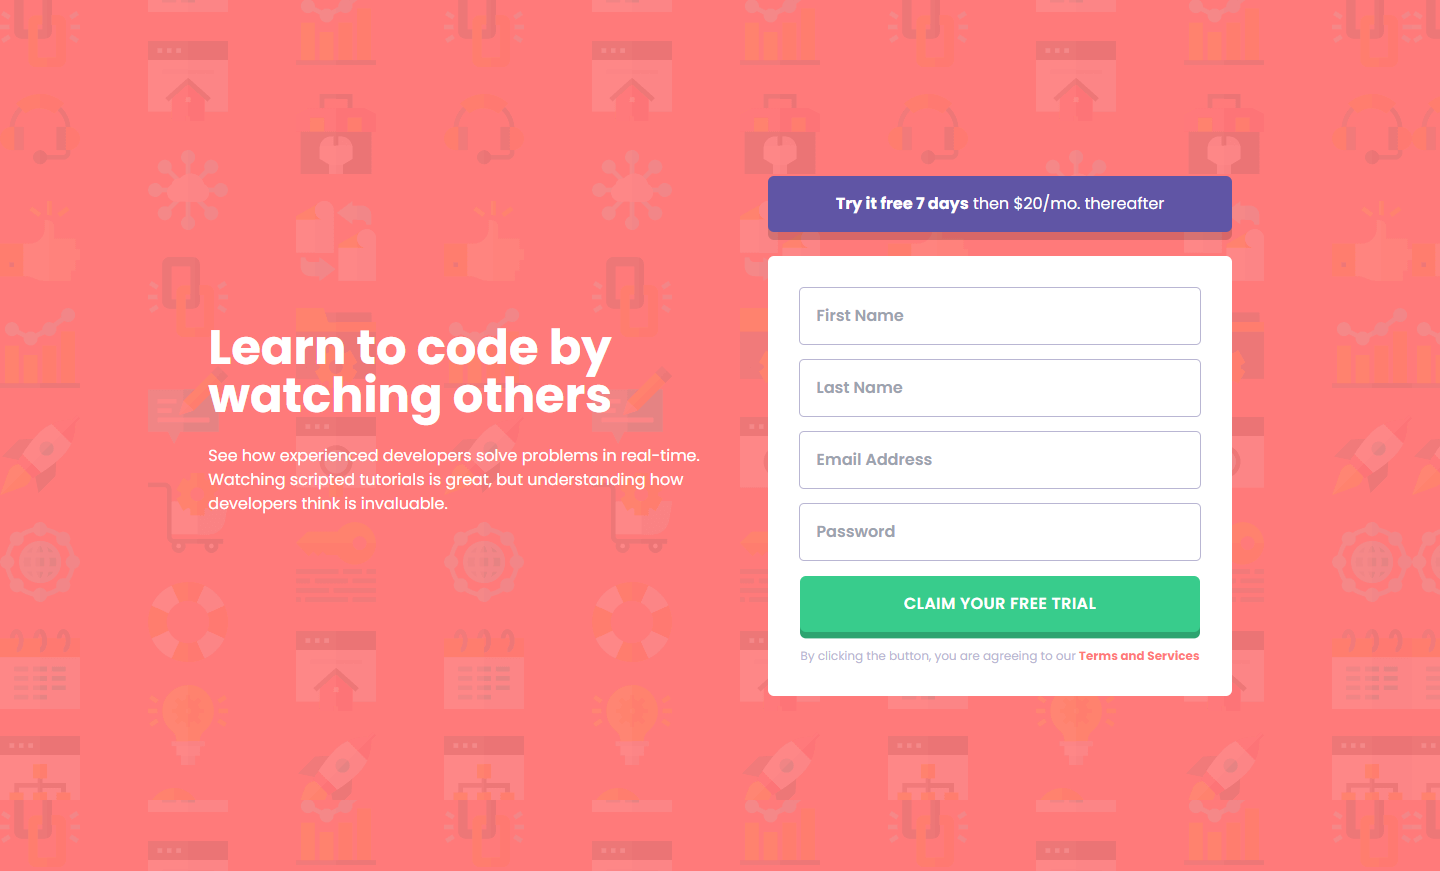 Learn to code by
watching others
See how experienced developers solve problems in real-time.
Watching scripted tutorials is great, but understanding how
developers think is invaluable.
Try it free 7 days then $20/mo. thereafter
First Name
Last Name
Email Address
Password
CLAIM YOUR FREE TRIAL
By clicking the button, you are agreeing to our Terms and Services